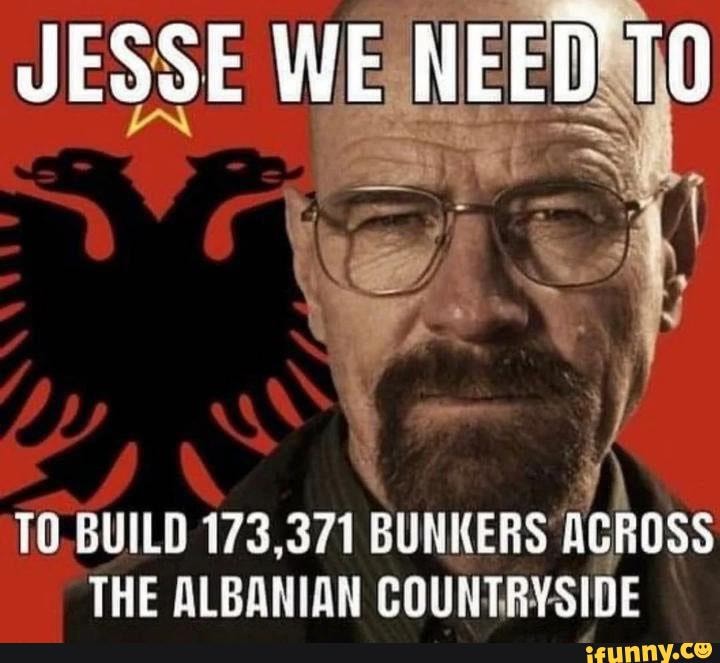 JESSE WE NEED TO
TO BUILD 173,371 BUNKERS ACROSS
THE ALBANIAN COUNTRYSIDE
ifunny.co